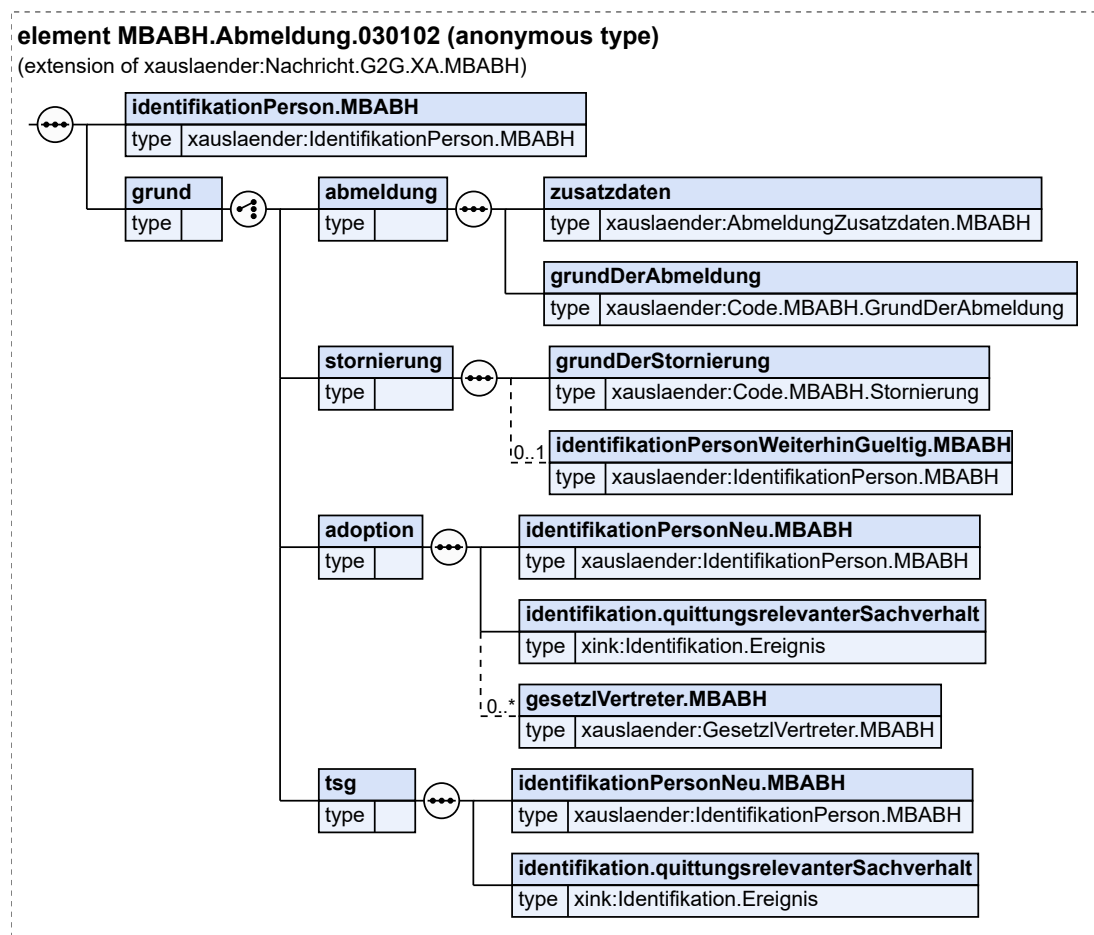 element MBABH.Abmeldung.030102 (anonymous type)
(extension of xauslaender:Nachricht.G2G.XA.MBABH)
identifikationPerson.MBABH
type xauslaender:IdentifikationPerson.MBABH
grund
type
abmeldung
type
zusatzdaten
type xauslaender:AbmeldungZusatzdaten.MBABH
grundDerAbmeldung
type xauslaender:Code.MBABH.GrundDerAbmeldung
stornierung
type
grundDerStornierung
type xauslaender:Code.MBABH.Stornierung
0..1
identifikationPersonWeiterhinGueltig.MBABH
type xauslaender:IdentifikationPerson.MBABH
adoption
type
identifikationPersonNeu.MBABH
type xauslaender:IdentifikationPerson.MBABH
identifikation.quittungsrelevanterSachverhalt
type xink:Identifikation.Ereignis
0..*
gesetzlVertreter.MBABH
type xauslaender:GesetzlVertreter.MBABH
tsg
type
identifikationPersonNeu.MBABH
type xauslaender:IdentifikationPerson.MBABH
identifikation.quittungsrelevanterSachverhalt
type xink:Identifikation.Ereignis